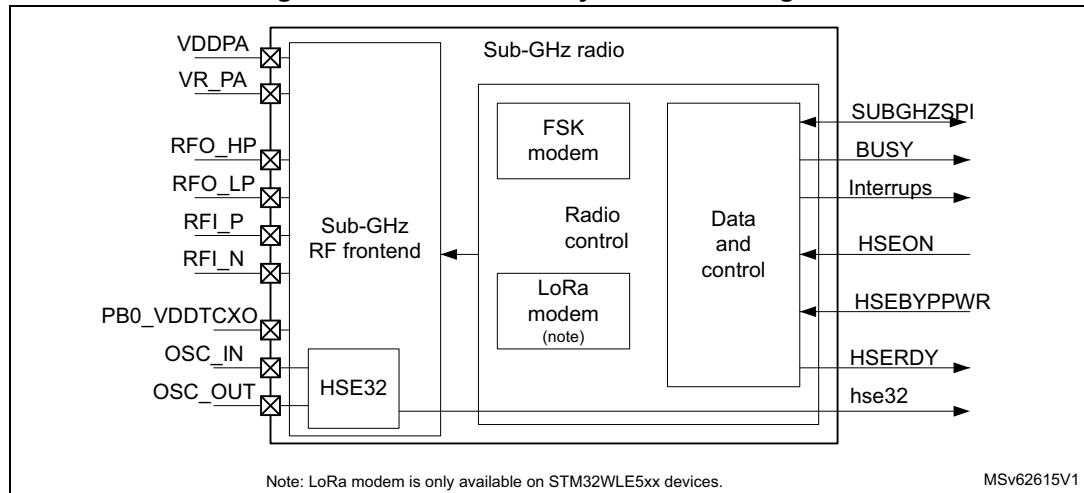 VDDPA
VR_PA
RFO_HP
RFO_LP
RFI_P
RFI_N
PB0_VDDTCXO
OSC_IN
OSC_OUT
Sub-GHz radio
Sub-GHz
RF frontend
HSE32
FSK
modem
Radio
control
LoRa
modem
(note)
Data
and
control
SUBGHZSPI
BUSY
Interrups
HSEON
HSEBYPPWR
HSERDY
hse32
Note: LoRa modem is only available on STM32WLE5xx devices.
MSv62615V1